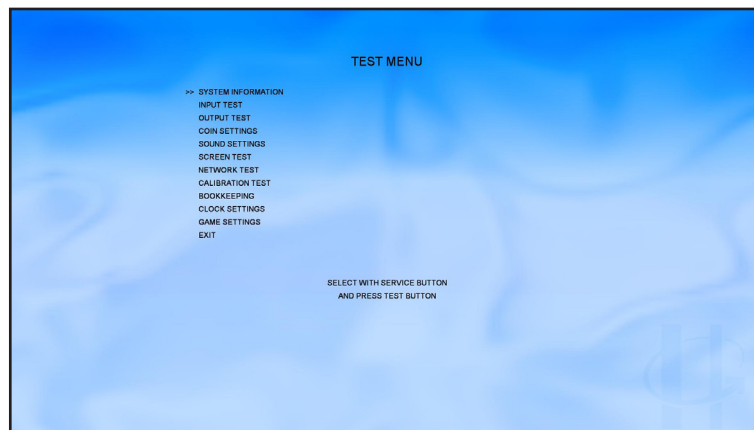 TEST MENU
>> SYSTEM INFORMATION
INPUT TEST
OUTPUT TEST
COIN SETTINGS
SOUND SETTINGS
SCREEN TEST
NETWORK TEST
CALIBRATION TEST
BOOKKEEPING
CLOCK SETTINGS
GAME SETTINGS
EXIT
SELECT WITH SERVICE BUTTON
AND PRESS TEST BUTTON